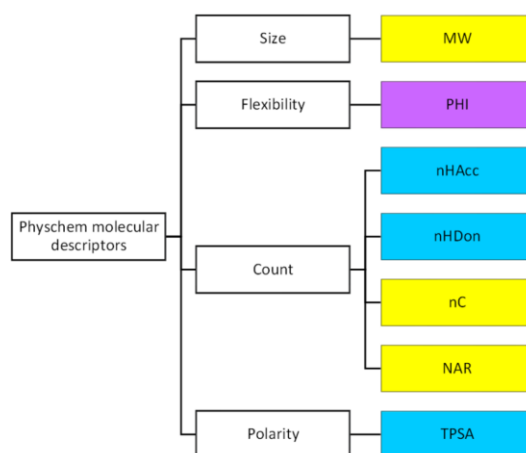 Size
MW
Flexibility
PHI
nHAcc
Physchem molecular
descriptors
nHDon
Count
nC
NAR
Polarity
TPSA